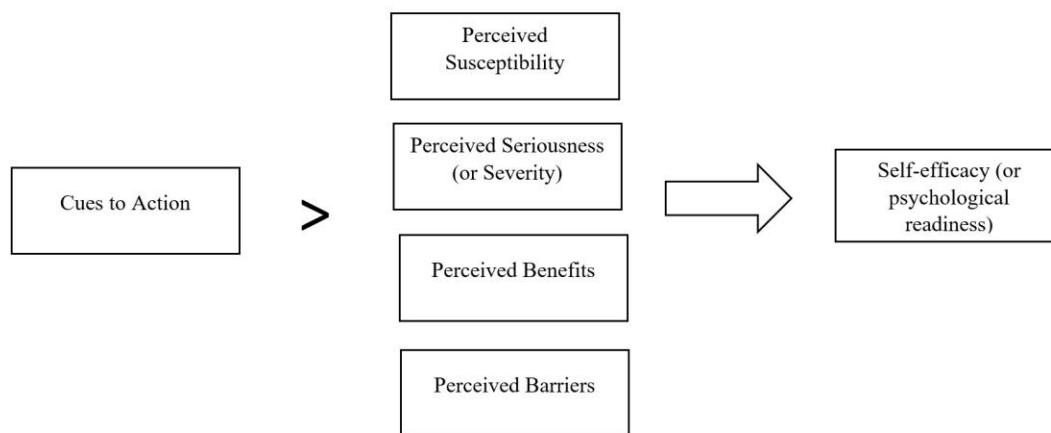 Perceived
Susceptibility
Perceived Seriousness
(or Severity)
Cues to Action
>
Self-efficacy (or
psychological
readiness)
Perceived Benefits
Perceived Barriers